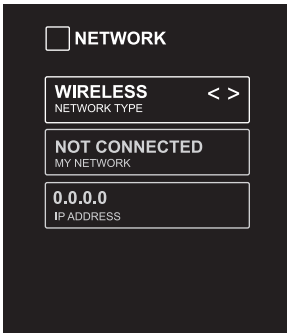 NETWORK
WIRELESS < >
NETWORK TYPE
NOT CONNECTED
MY NETWORK
0.0.0.0
IP ADDRESS